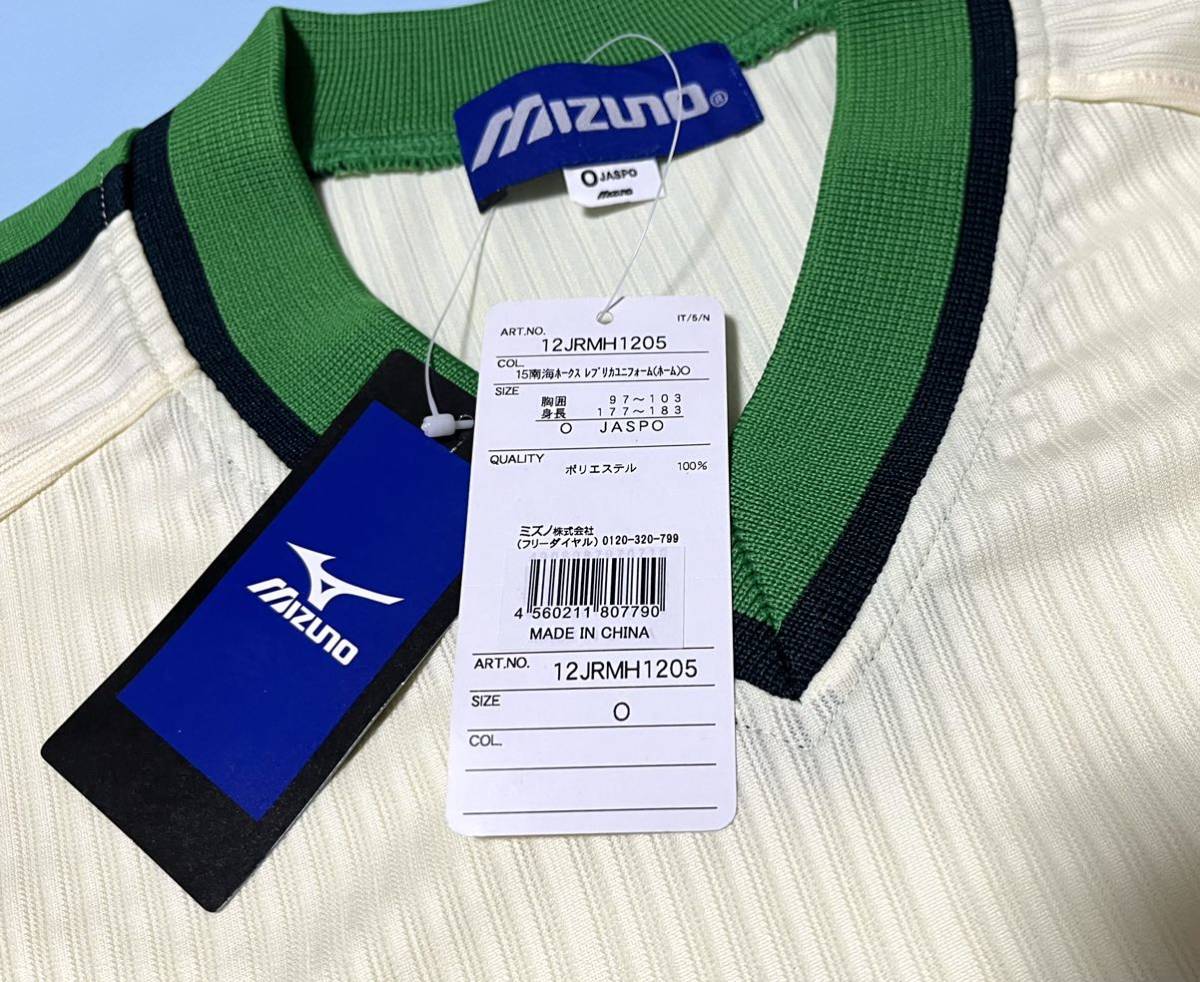 MIZUNO®
O JASPO
Mizuno
IT/5/N
ART.NO.
12JRMH1205
COL.
15南海ホークス レプリカユニフォーム(ホーム)O
SIZE
胸囲 97～103
身長 177～183
O JASPO
QUALITY
ポリエステル 100%
ミズノ株式会社
(フリーダイヤル) 0120-320-799
4 560211 807790
MADE IN CHINA
ART.NO. 12JRMH1205
SIZE O
COL.
MIZUNO